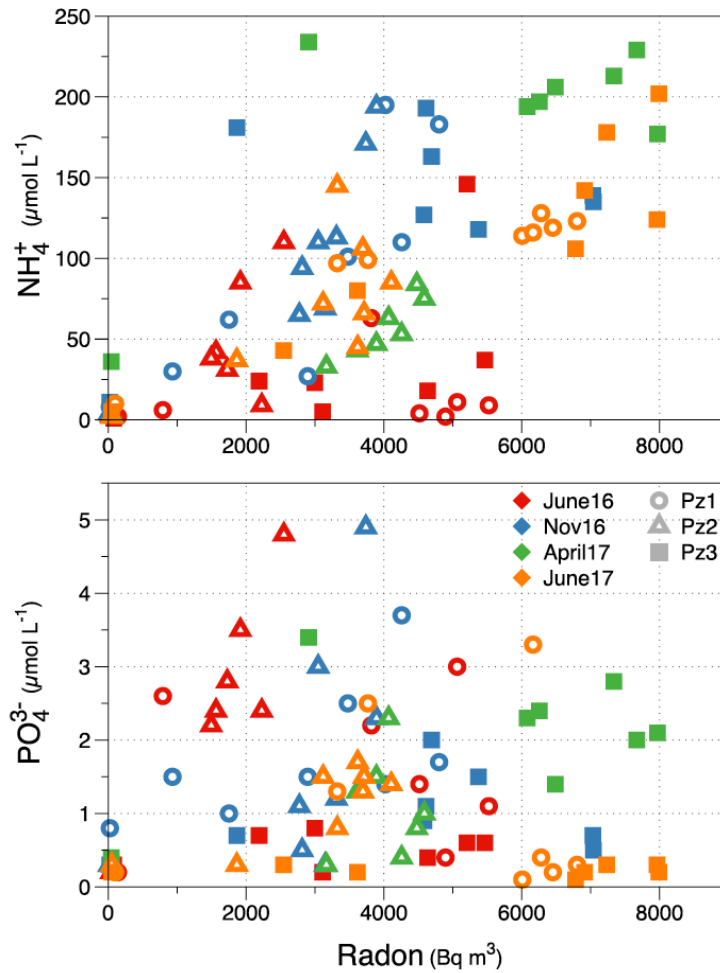 250
200
150
100
50
0
NH₄⁺ (µmol L⁻¹)
0 2000 4000 6000 8000
June16 Pz1
Nov16 Pz2
April17 Pz3
June17
5
4
3
2
1
0
PO₄³⁻ (µmol L⁻¹)
0 2000 4000 6000 8000
Radon (Bq m³)